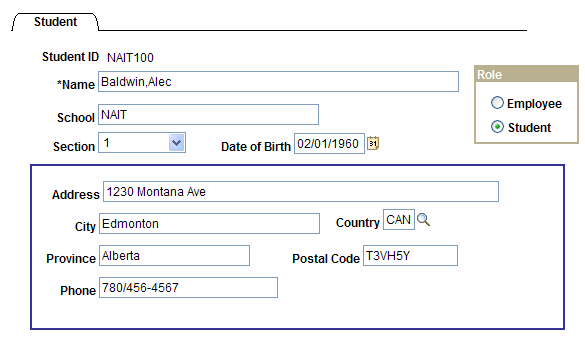 Student
Student ID NAIT100
*Name Baldwin,Alec
Role
Employee
School NAIT
Student
Section 1 Date of Birth 02/01/1960 31
Address 1230 Montana Ave
City Edmonton Country CAN
Province Alberta Postal Code T3VH5Y
Phone 780/456-4567